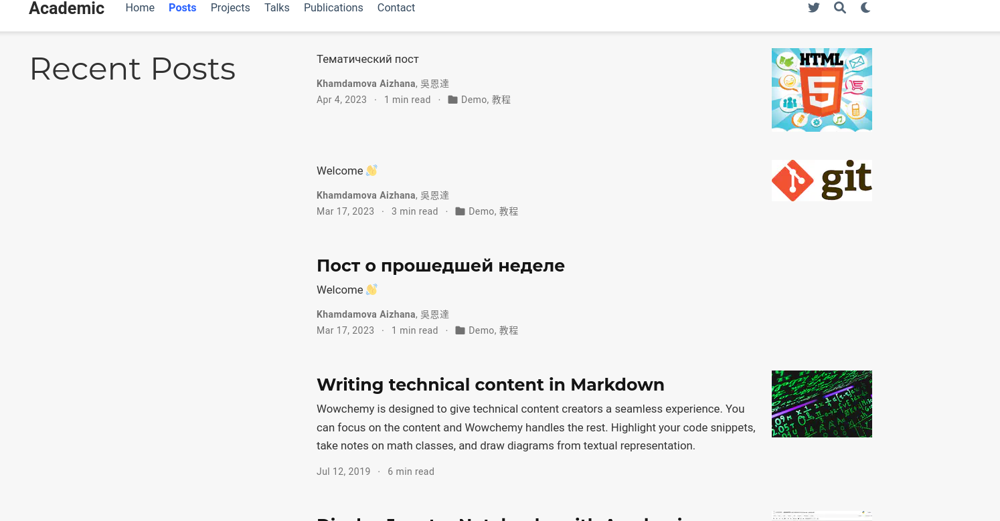 Academic
Home Posts Projects Talks Publications Contact
Recent Posts
Тематический пост
Khamdamova Aizhana, 吳恩達
Apr 4, 2023 · 1 min read · Demo, 教程
HTML
5
Welcome 👋
Khamdamova Aizhana, 吳恩達
Mar 17, 2023 · 3 min read · Demo, 教程
git
Пост о прошедшей неделе
Welcome 👋
Khamdamova Aizhana, 吳恩達
Mar 17, 2023 · 1 min read · Demo, 教程
Writing technical content in Markdown
Wowchemy is designed to give technical content creators a seamless experience. You
can focus on the content and Wowchemy handles the rest. Highlight your code snippets,
take notes on math classes, and draw diagrams from textual representation.
Jul 12, 2019 · 6 min read